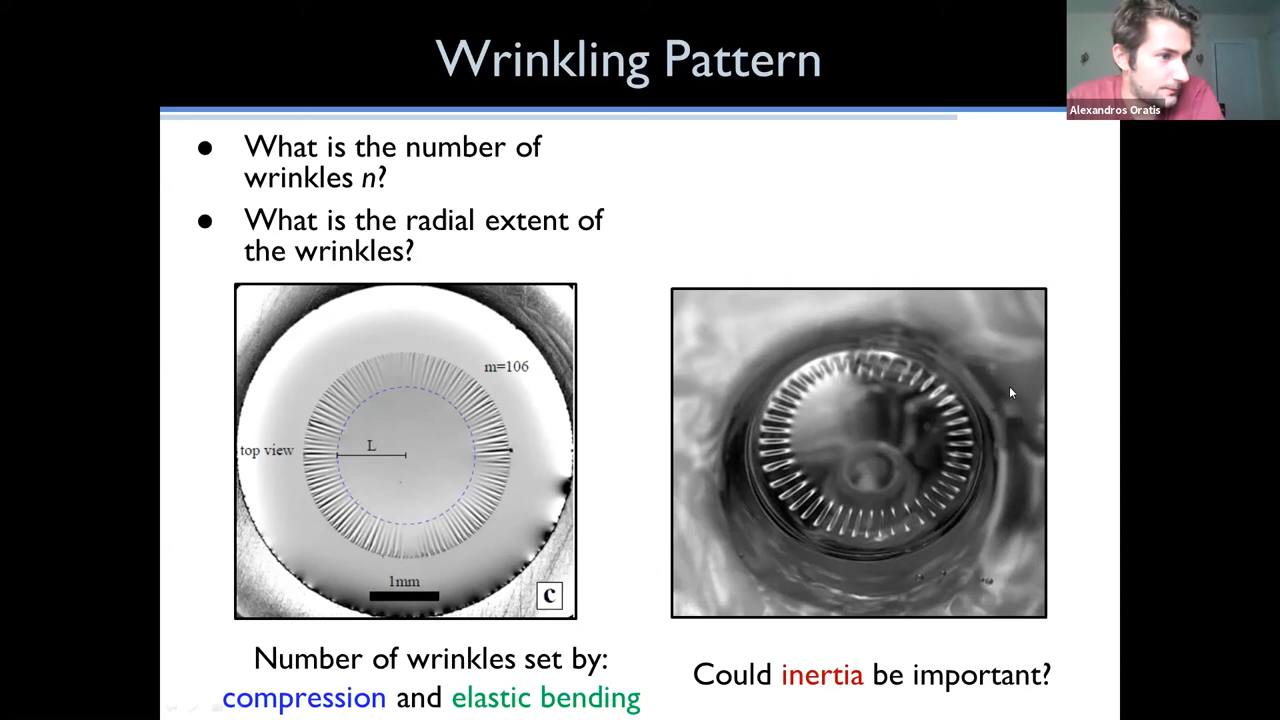 Wrinkling Pattern
Alexandros Oratis
● What is the number of
wrinkles n?
● What is the radial extent of
the wrinkles?
m=106
L
top view
1mm
c
Number of wrinkles set by:
compression and elastic bending
Could inertia be important?